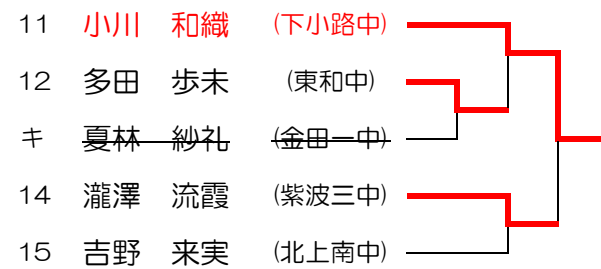 11 小川 和織 (下小路中)
12 多田 歩未 (東和中)
キ 夏林 紗礼 (金田一中)
14 瀧澤 流霞 (紫波三中)
15 吉野 来実 (北上南中)